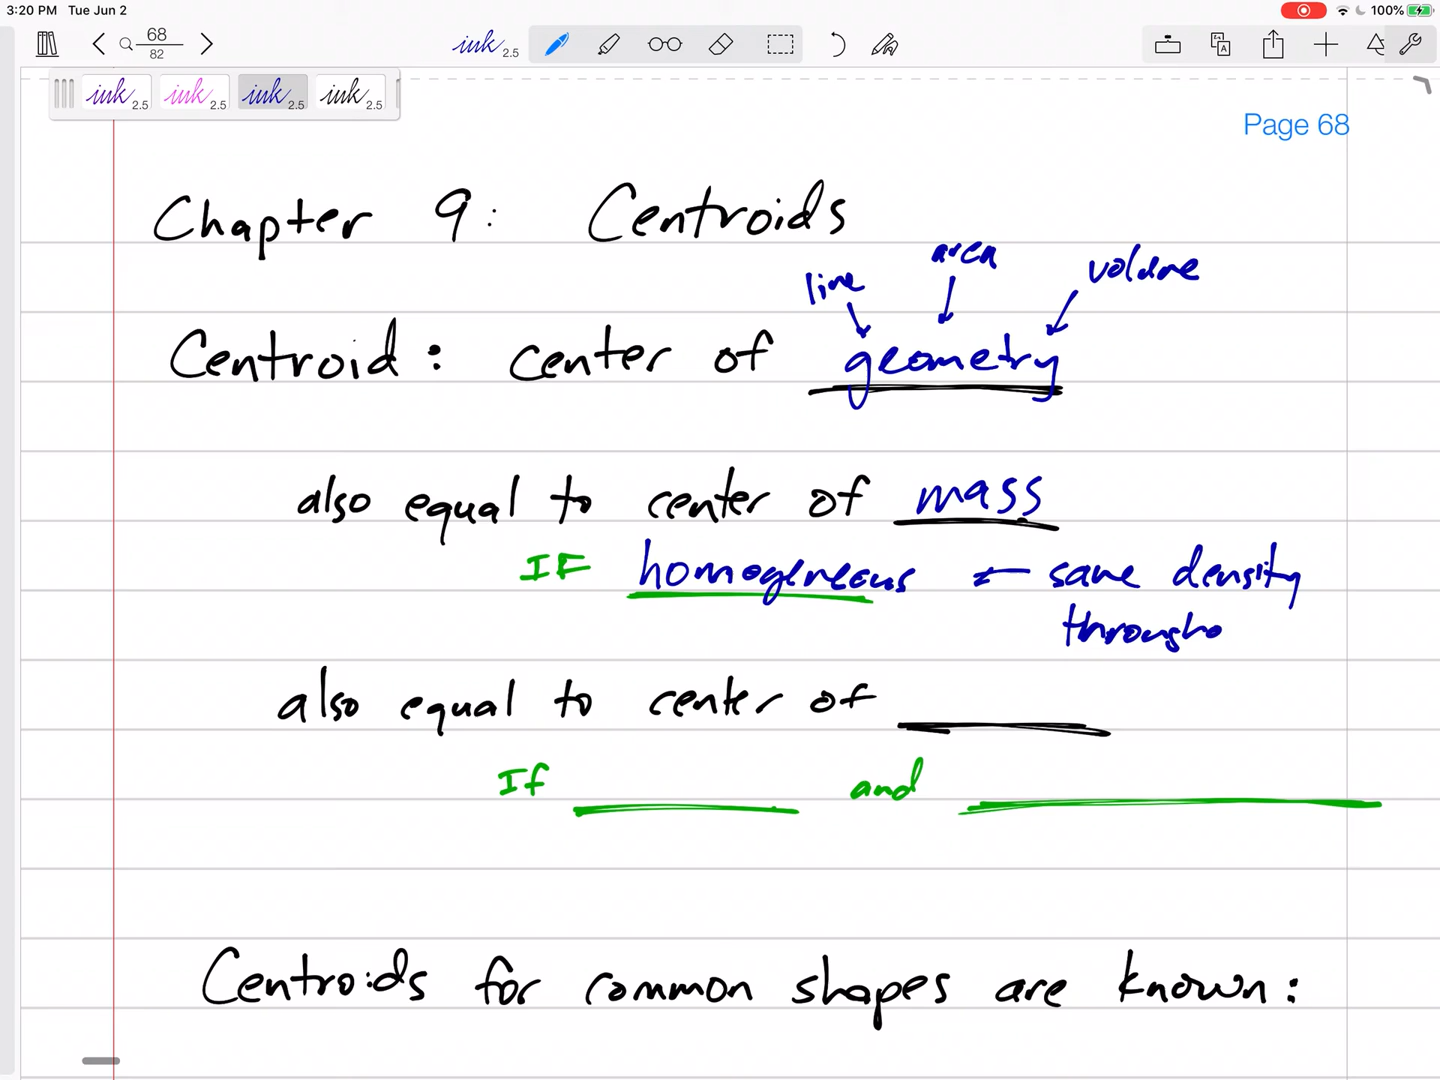 3:20 PM Tue Jun 2
100%
68
82
ink 2.5
ink 2.5
ink 2.5
ink 2.5
ink 2.5
Page 68
Chapter 9: Centroids
line area volume
Centroid: center of geometry
also equal to center of mass
IF homogeneous ← same density
througho
also equal to center of
If and
Centroids for common shapes are known: